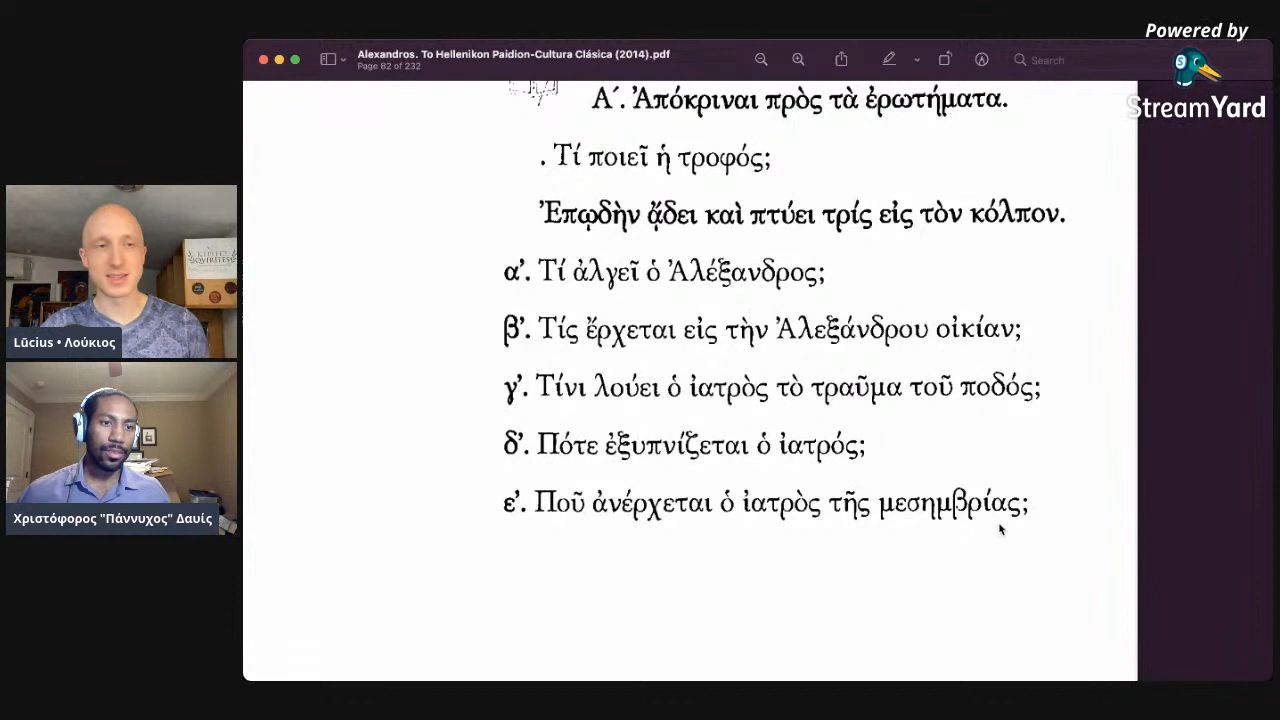 Powered by
StreamYard
Alexandros. To Hellenikon Paidion-Cultura Clásica (2014).pdf
Page 82 of 232
Search
Α´. Ἀπόκριναι πρὸς τὰ ἐρωτήματα.
. Τί ποιεῖ ἡ τροφός;
Ἐπῳδὴν ᾄδει καὶ πτύει τρίς εἰς τὸν κόλπον.
α’. Τί ἀλγεῖ ὁ Ἀλέξανδρος;
β’. Τίς ἔρχεται εἰς τὴν Ἀλεξάνδρου οἰκίαν;
γ’. Τίνι λούει ὁ ἰατρὸς τὸ τραῦμα τοῦ ποδός;
δ’. Πότε ἐξυπνίζεται ὁ ἰατρός;
ε’. Ποῦ ἀνέρχεται ὁ ἰατρὸς τῆς μεσημβρίας;
Lūcius • Λούκιος
Χριστόφορος "Πάννυχος" Δαυίς